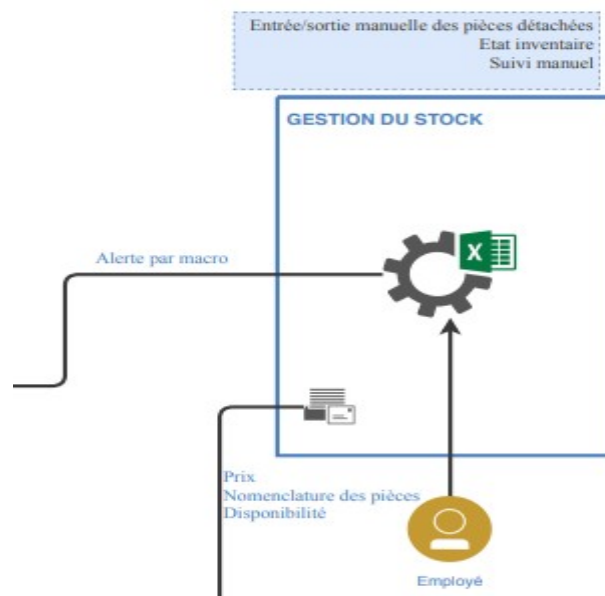 Entrée/sortie manuelle des pièces détachées
Etat inventaire
Suivi manuel
GESTION DU STOCK
X
Alerte par macro
Prix
Nomenclature des pièces
Disponibilité
Employé